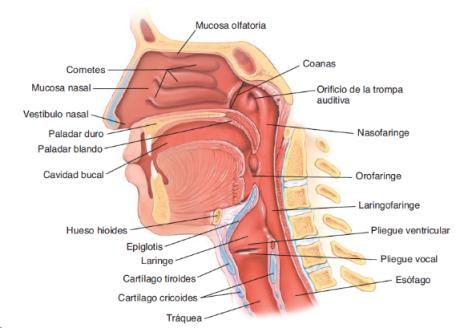 Mucosa olfatoria
Cornetes
Mucosa nasal
Vestíbulo nasal
Paladar duro
Paladar blando
Cavidad bucal
Hueso hioides
Epiglotis
Laringe
Cartílago tiroides
Cartílago cricoides
Tráquea
Coanas
Orificio de la trompa
auditiva
Nasofaringe
Orofaringe
Laringofaringe
Pliegue ventricular
Pliegue vocal
Esófago